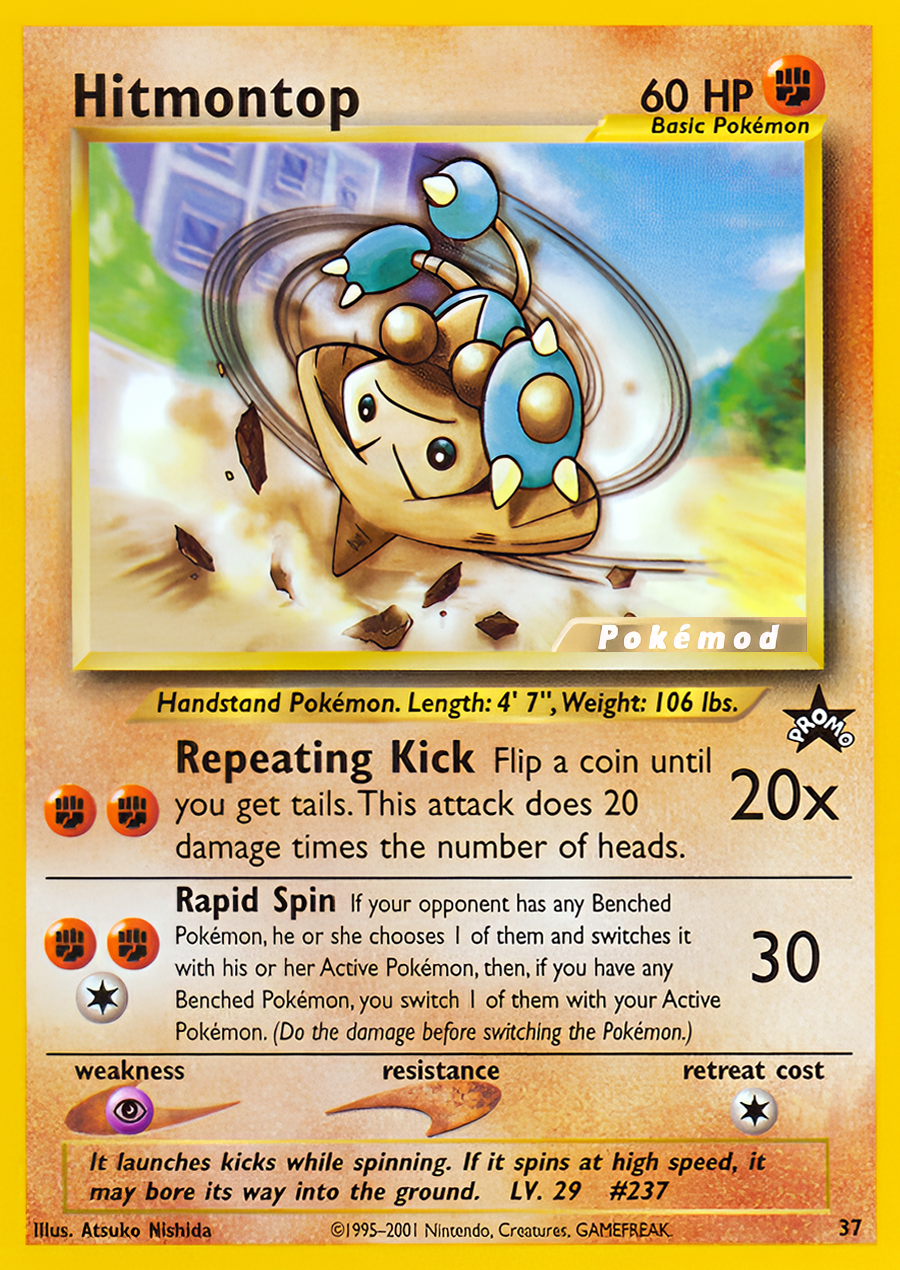 Hitmontop
60 HP
Basic Pokémon
Pokémod
Handstand Pokémon. Length: 4' 7", Weight: 106 lbs.
PROMO
Repeating Kick Flip a coin until
you get tails. This attack does 20
damage times the number of heads.
20x
Rapid Spin If your opponent has any Benched
Pokémon, he or she chooses 1 of them and switches it
with his or her Active Pokémon, then, if you have any
Benched Pokémon, you switch 1 of them with your Active
Pokémon. (Do the damage before switching the Pokémon.)
30
weakness
resistance
retreat cost
It launches kicks while spinning. If it spins at high speed, it
may bore its way into the ground. LV. 29 #237
Illus. Atsuko Nishida
©1995–2001 Nintendo, Creatures, GAMEFREAK.
37